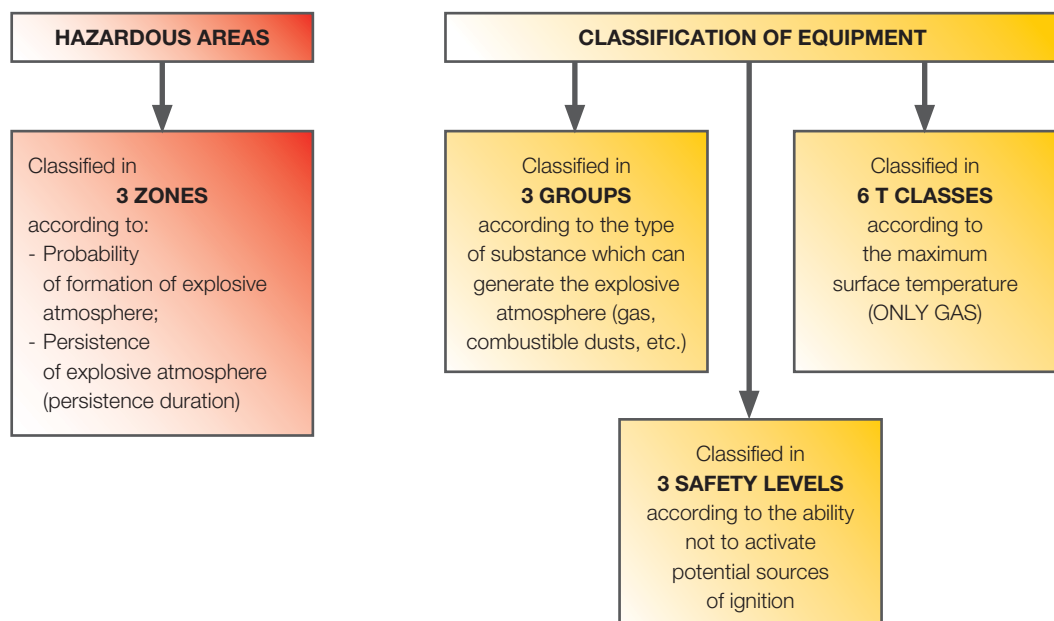 HAZARDOUS AREAS
Classified in
3 ZONES
according to:
- Probability
of formation of explosive
atmosphere;
- Persistence
of explosive atmosphere
(persistence duration)
CLASSIFICATION OF EQUIPMENT
Classified in
3 GROUPS
according to the type
of substance which can
generate the explosive
atmosphere (gas,
combustible dusts, etc.)
Classified in
6 T CLASSES
according to
the maximum
surface temperature
(ONLY GAS)
Classified in
3 SAFETY LEVELS
according to the ability
not to activate
potential sources
of ignition